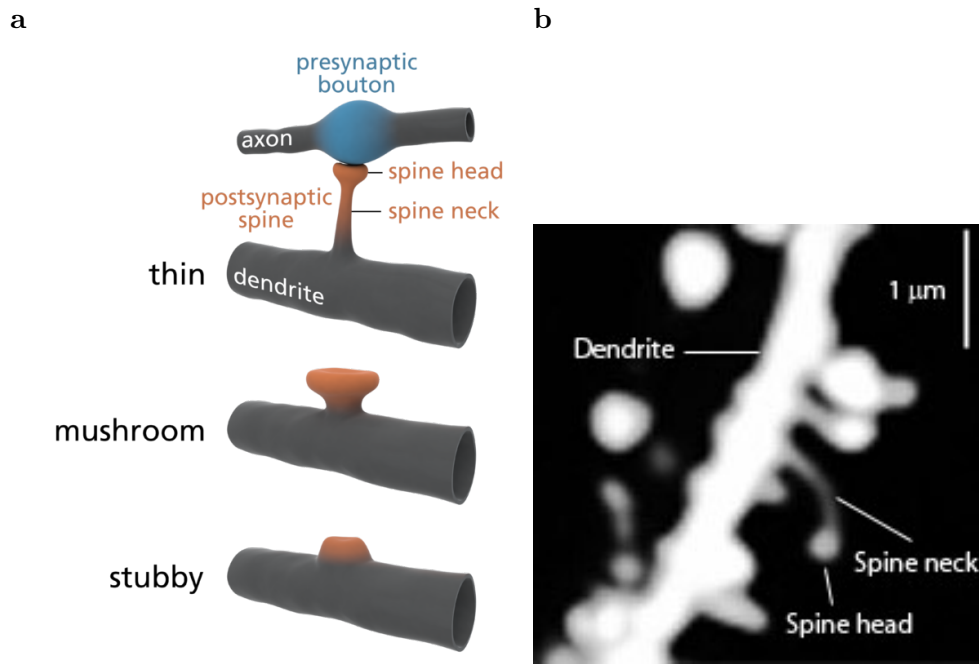 a
presynaptic
bouton
axon
spine head
postsynaptic
spine
spine neck
thin
dendrite
mushroom
stubby
b
1 μm
Dendrite
Spine neck
Spine head